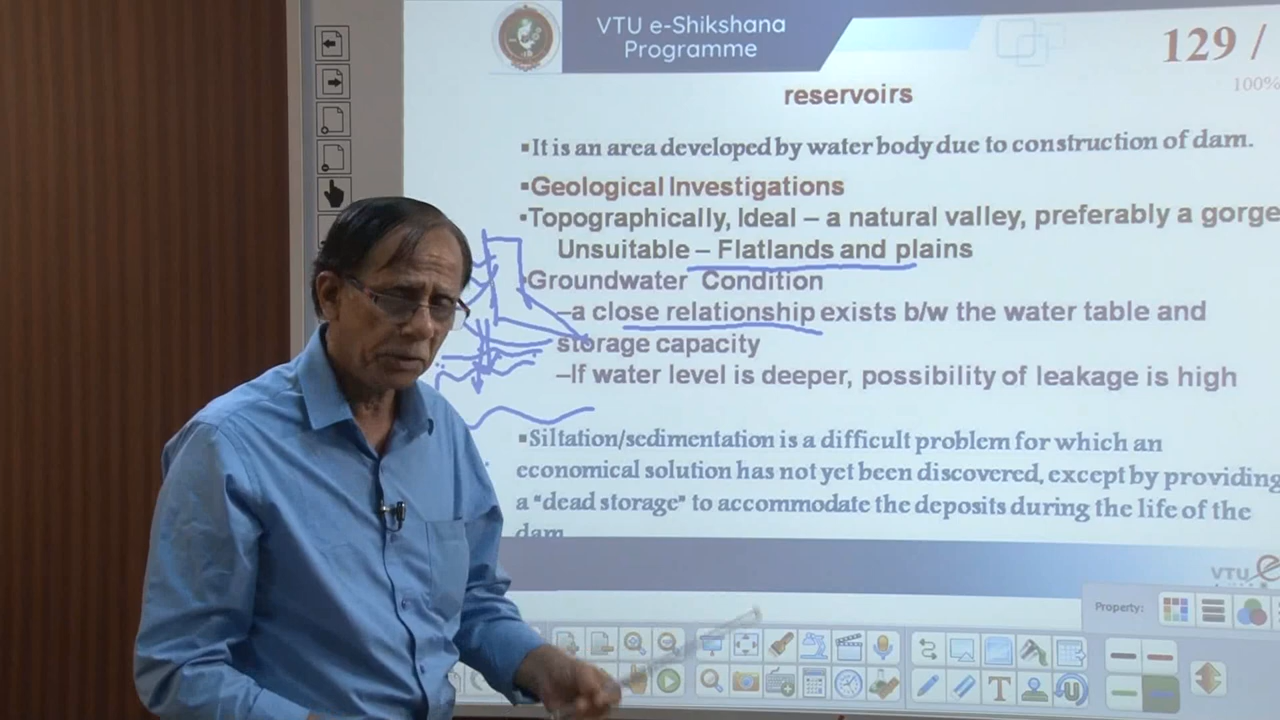 VTU e-Shikshana
Programme
129 /
100%
reservoirs
▪It is an area developed by water body due to construction of dam.
▪Geological Investigations
▪Topographically, Ideal – a natural valley, preferably a gorge
Unsuitable – Flatlands and plains
Groundwater Condition
–a close relationship exists b/w the water table and
storage capacity
–If water level is deeper, possibility of leakage is high
▪Siltation/sedimentation is a difficult problem for which an
economical solution has not yet been discovered, except by providing
a "dead storage" to accommodate the deposits during the life of the
dam
VTU e
Property:
T